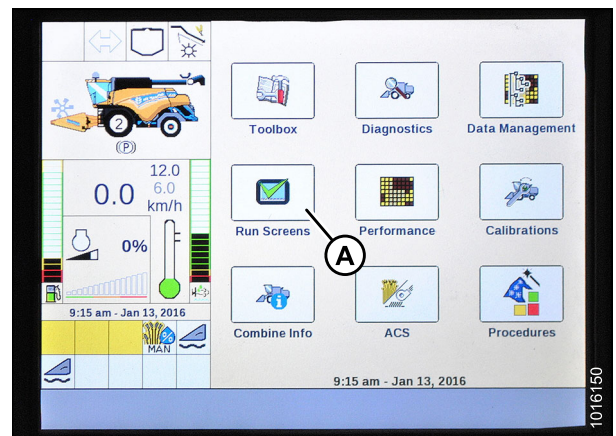 2
(P)
12.0
6.0
0.0 km/h
0%
9:15 am - Jan 13, 2016
MAN
Toolbox
Diagnostics
Data Management
Run Screens
Performance
Calibrations
A
Combine Info
ACS
Procedures
9:15 am - Jan 13, 2016
1016150